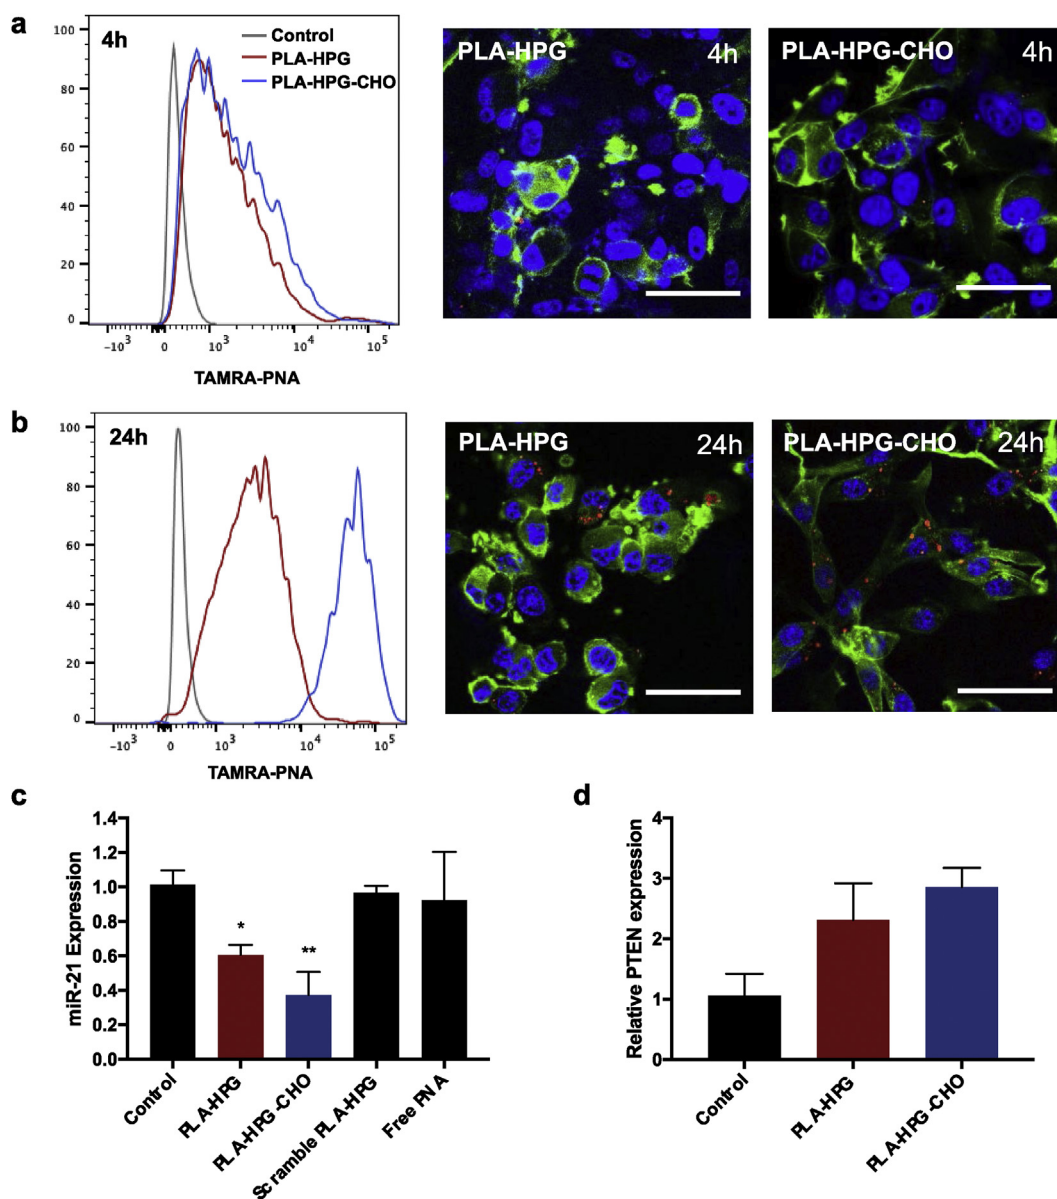 a
4h
Control
PLA-HPG
PLA-HPG-CHO
100
80
60
40
20
0
-10³ 0 10³ 10⁴ 10⁵
TAMRA-PNA
PLA-HPG 4h
PLA-HPG-CHO 4h
b
24h
100
80
60
40
20
0
-10³ 0 10³ 10⁴ 10⁵
TAMRA-PNA
PLA-HPG 24h
PLA-HPG-CHO 24h
c
miR-21 Expression
1.4
1.2
1.0
0.8
0.6
0.4
0.2
0.0
*
**
Control
PLA-HPG
PLA-HPG-CHO
Sc ramble PLA-HPG
Free PNA
d
Relative PTEN expression
4
3
2
1
0
Control
PLA-HPG
PLA-HPG-CHO